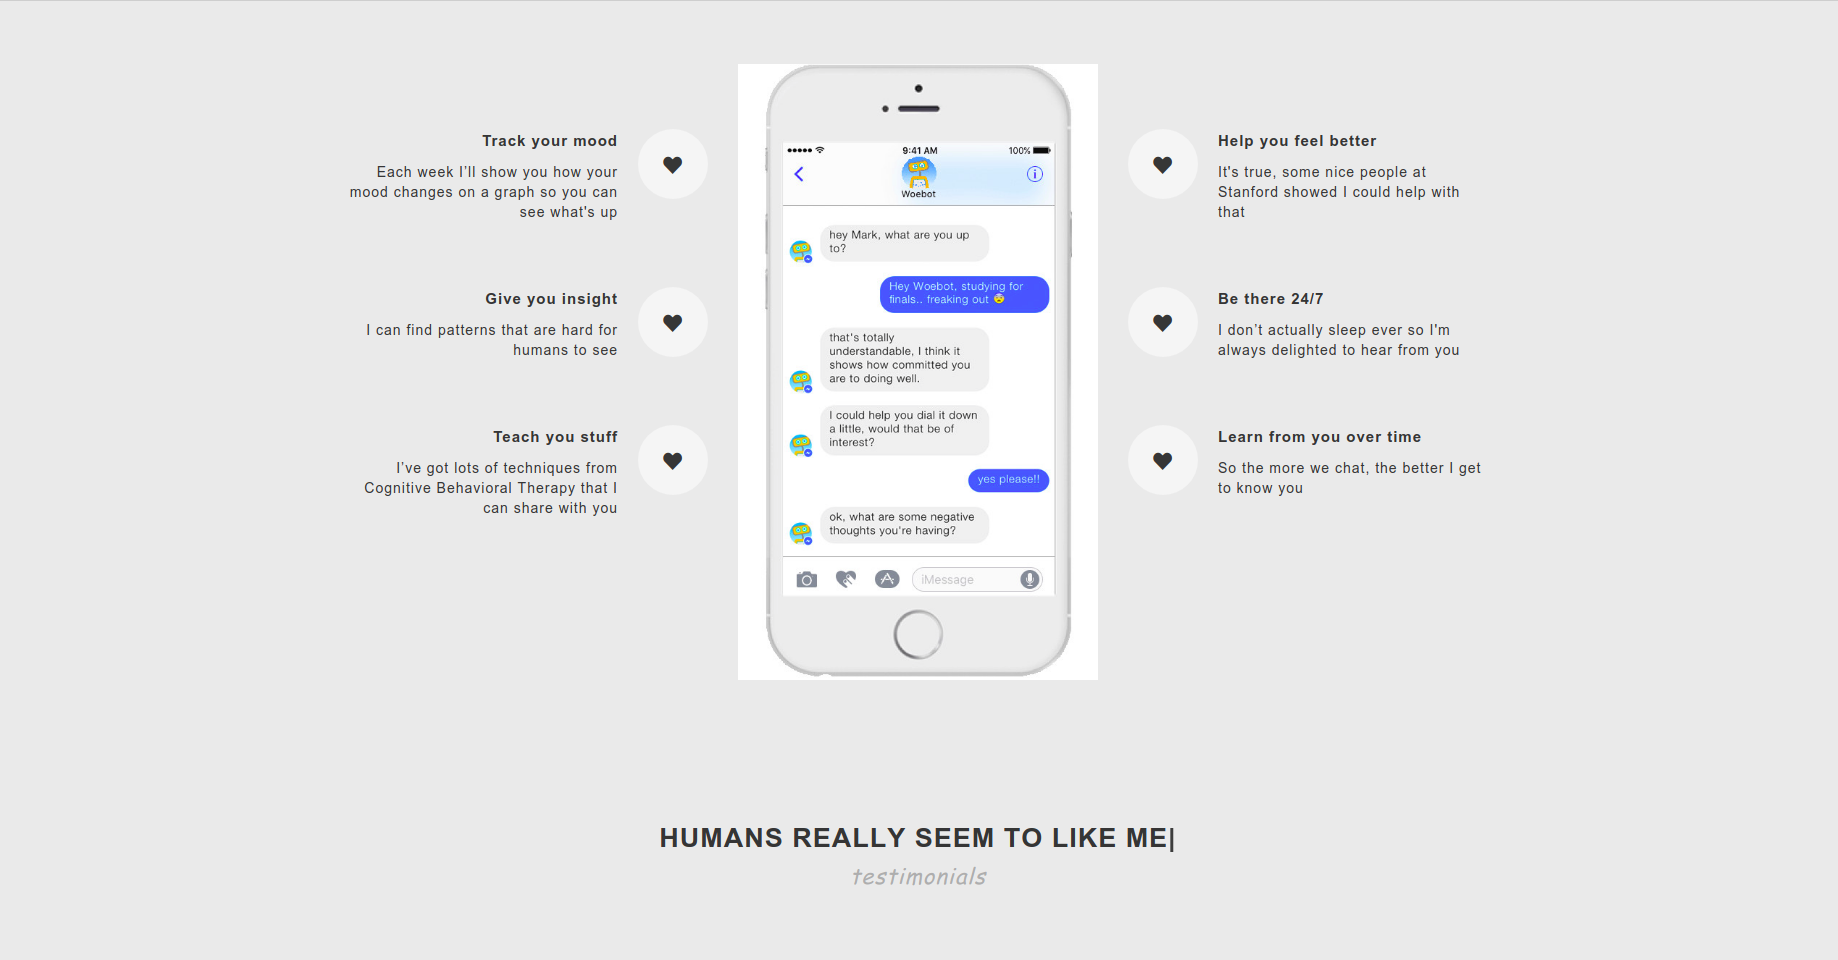 Track your mood
Each week I’ll show you how your
mood changes on a graph so you can
see what's up
Give you insight
I can find patterns that are hard for
humans to see
Teach you stuff
I’ve got lots of techniques from
Cognitive Behavioral Therapy that I
can share with you
9:41 AM
100%
Woebot
hey Mark, what are you up
to?
Hey Woebot, studying for
finals.. freaking out 😨
that's totally
understandable, I think it
shows how committed you
are to doing well.
I could help you dial it down
a little, would that be of
interest?
yes please!!
ok, what are some negative
thoughts you're having?
iMessage
Help you feel better
It's true, some nice people at
Stanford showed I could help with
that
Be there 24/7
I don’t actually sleep ever so I'm
always delighted to hear from you
Learn from you over time
So the more we chat, the better I get
to know you
HUMANS REALLY SEEM TO LIKE ME|
testimonials